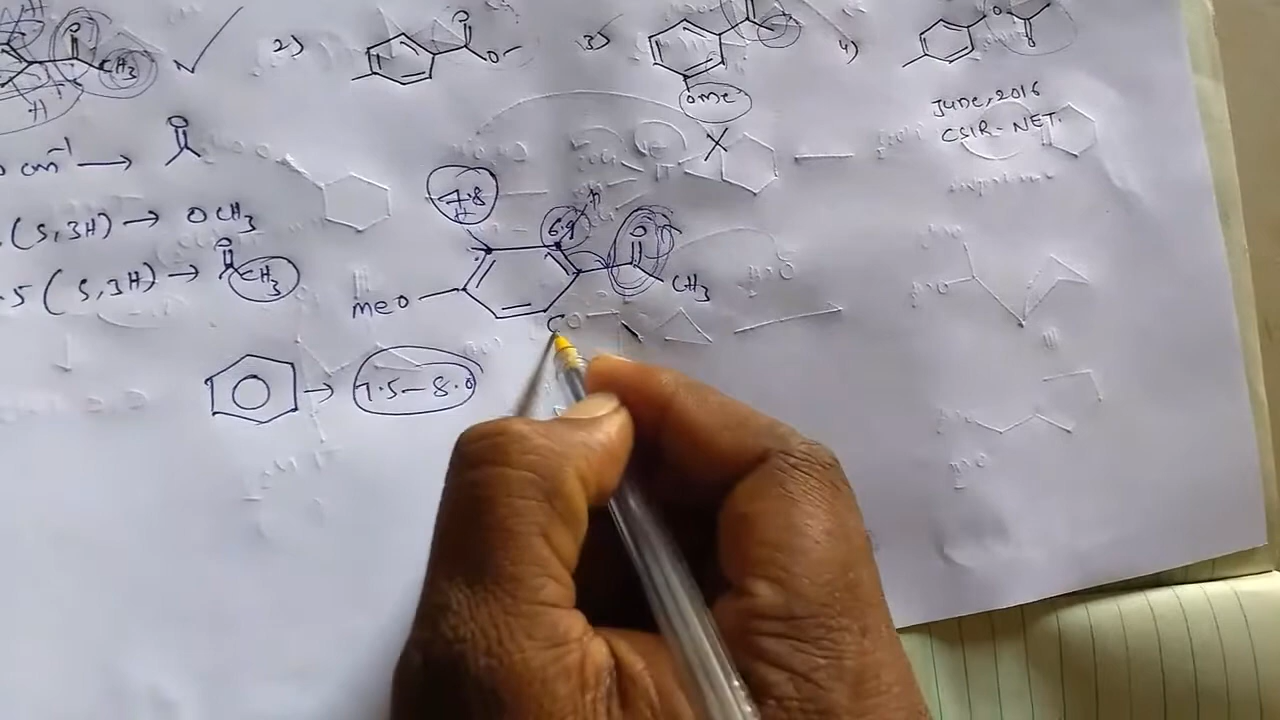 H
O
CH3
H
2)
O
O
3)
OMe
4)
O
O
June, 2016
CSIR-NET.
cm⁻¹ → O
(S, 3H) → OCH3
.5 (S, 3H) → O CH3
7.8
H
6.9
H
O
CH3
MeO
→ 7.5-8.0